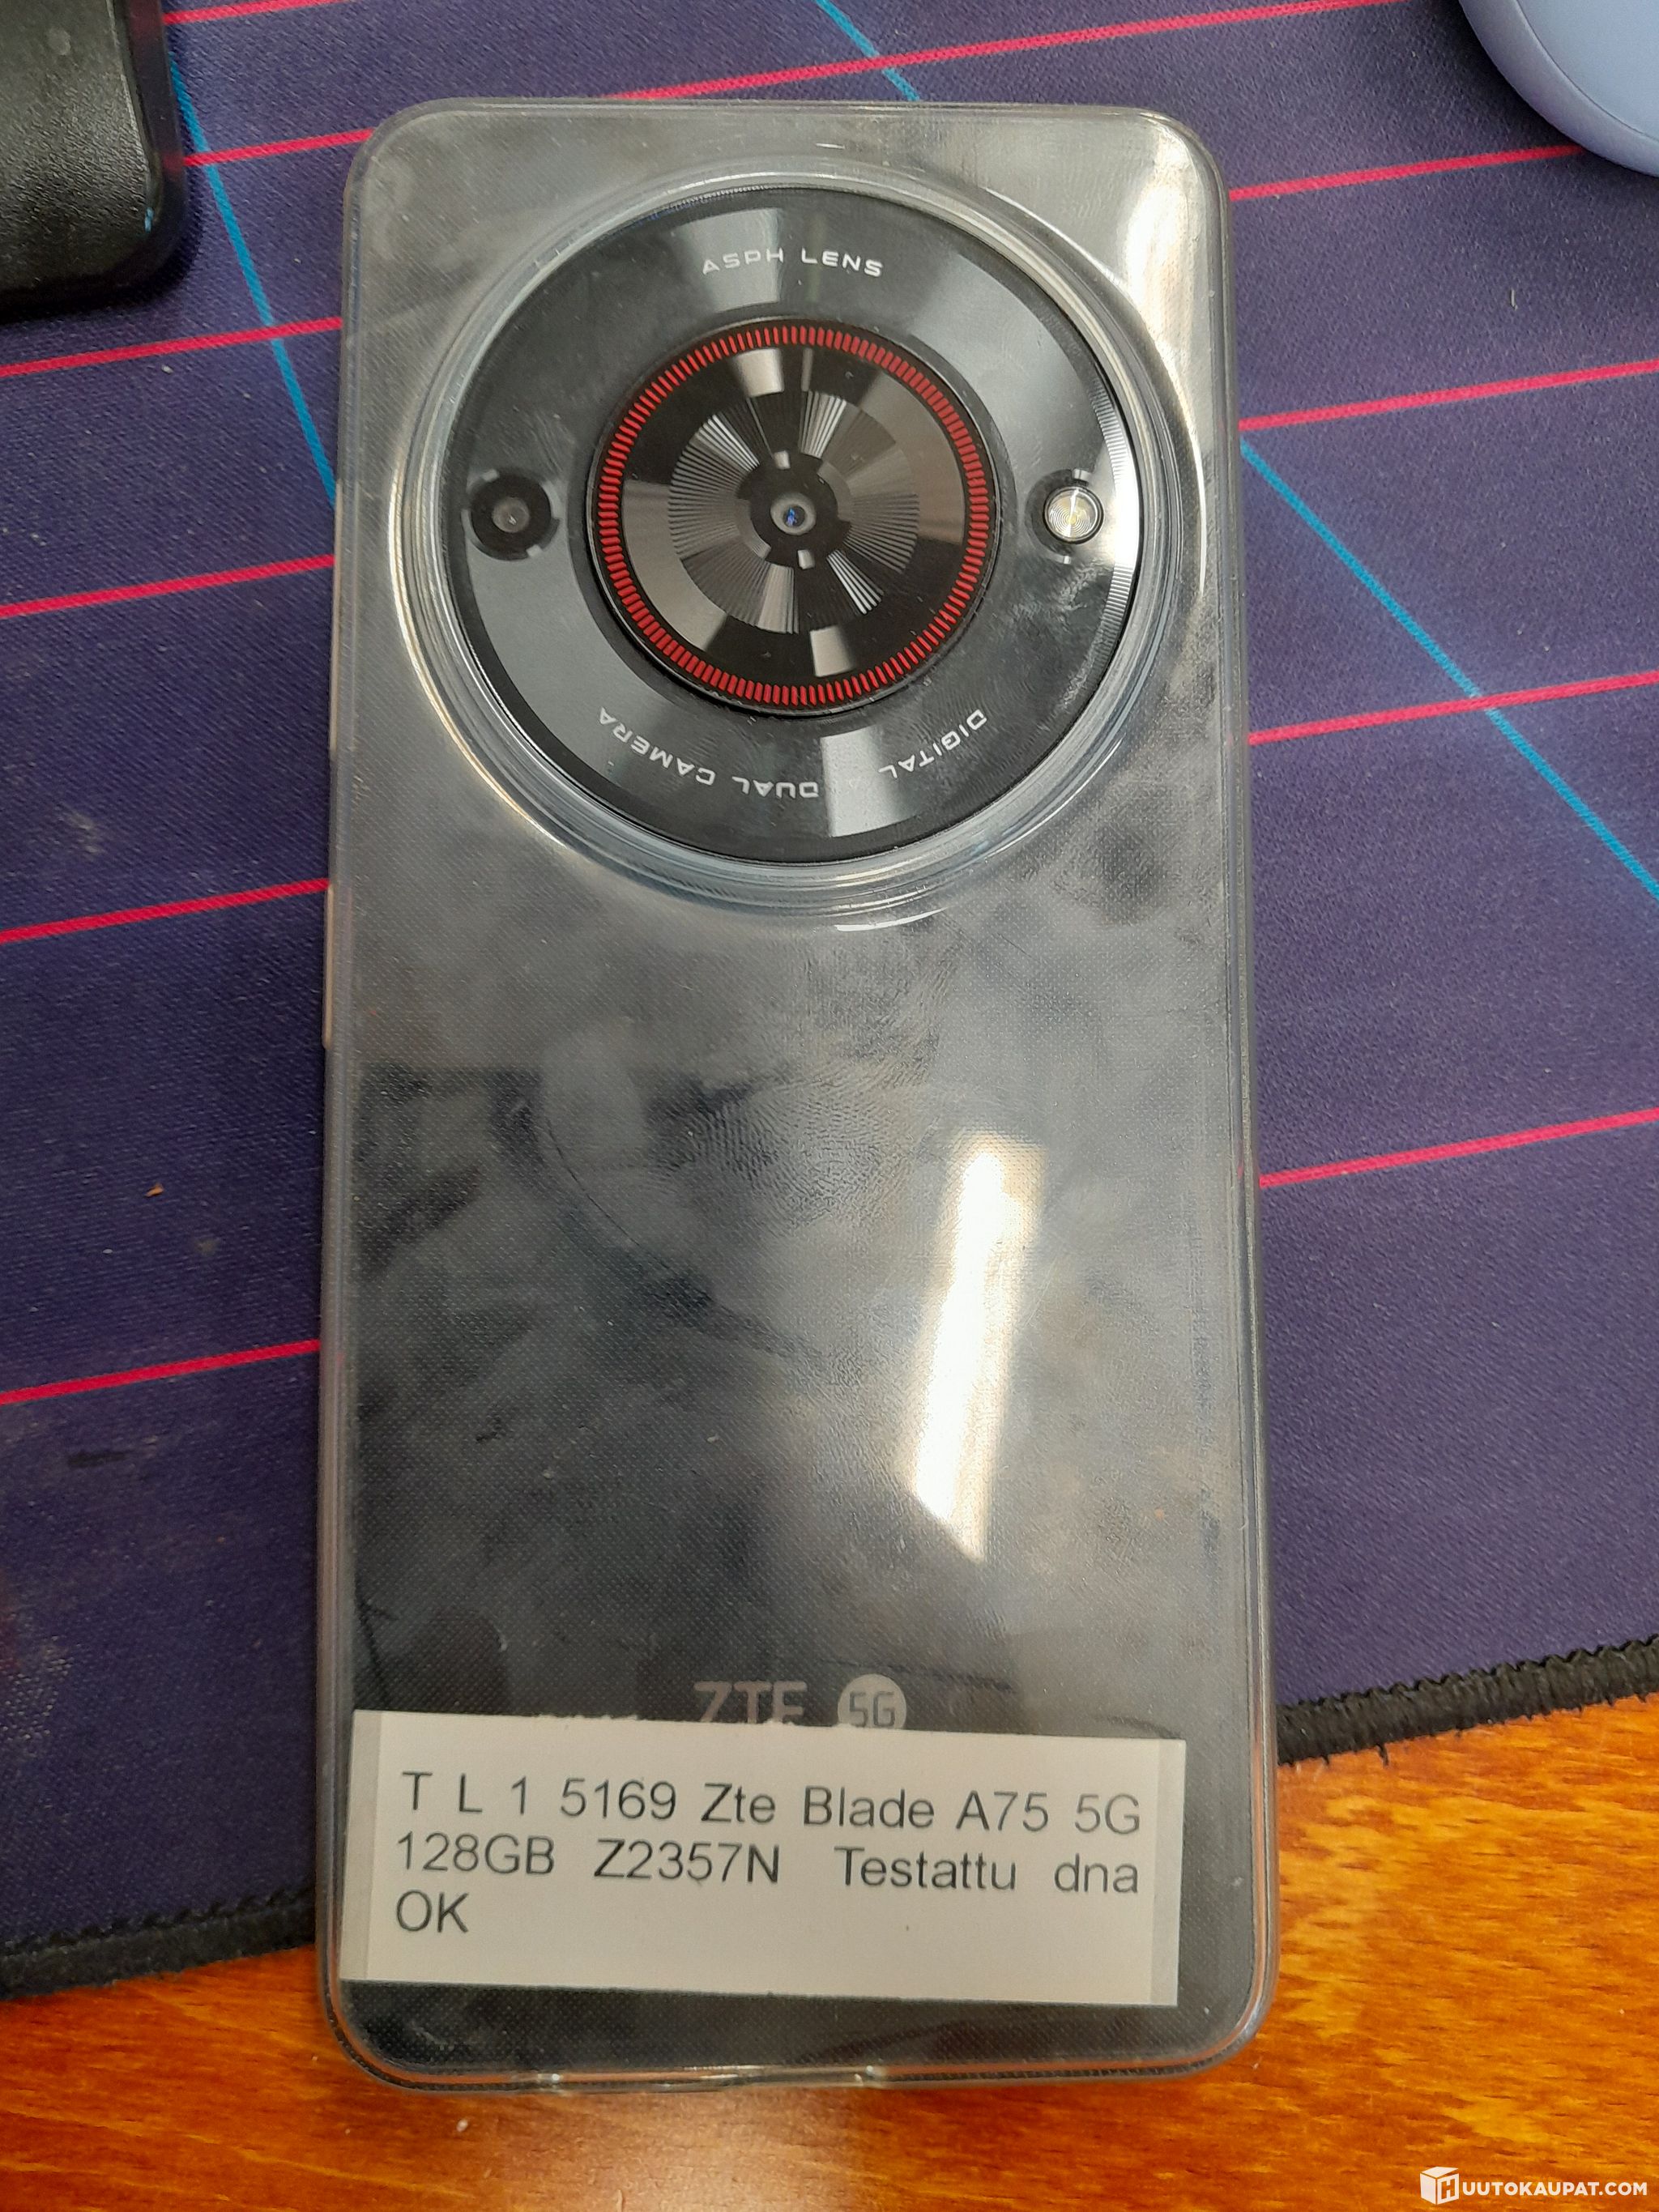 ASPH LENS
DIGITAL & DUAL CAMERA
ZTE 5G
T L 1 5169 Zte Blade A75 5G
128GB Z2357N Testattu dna
OK
HUUTOKAUPAT.COM